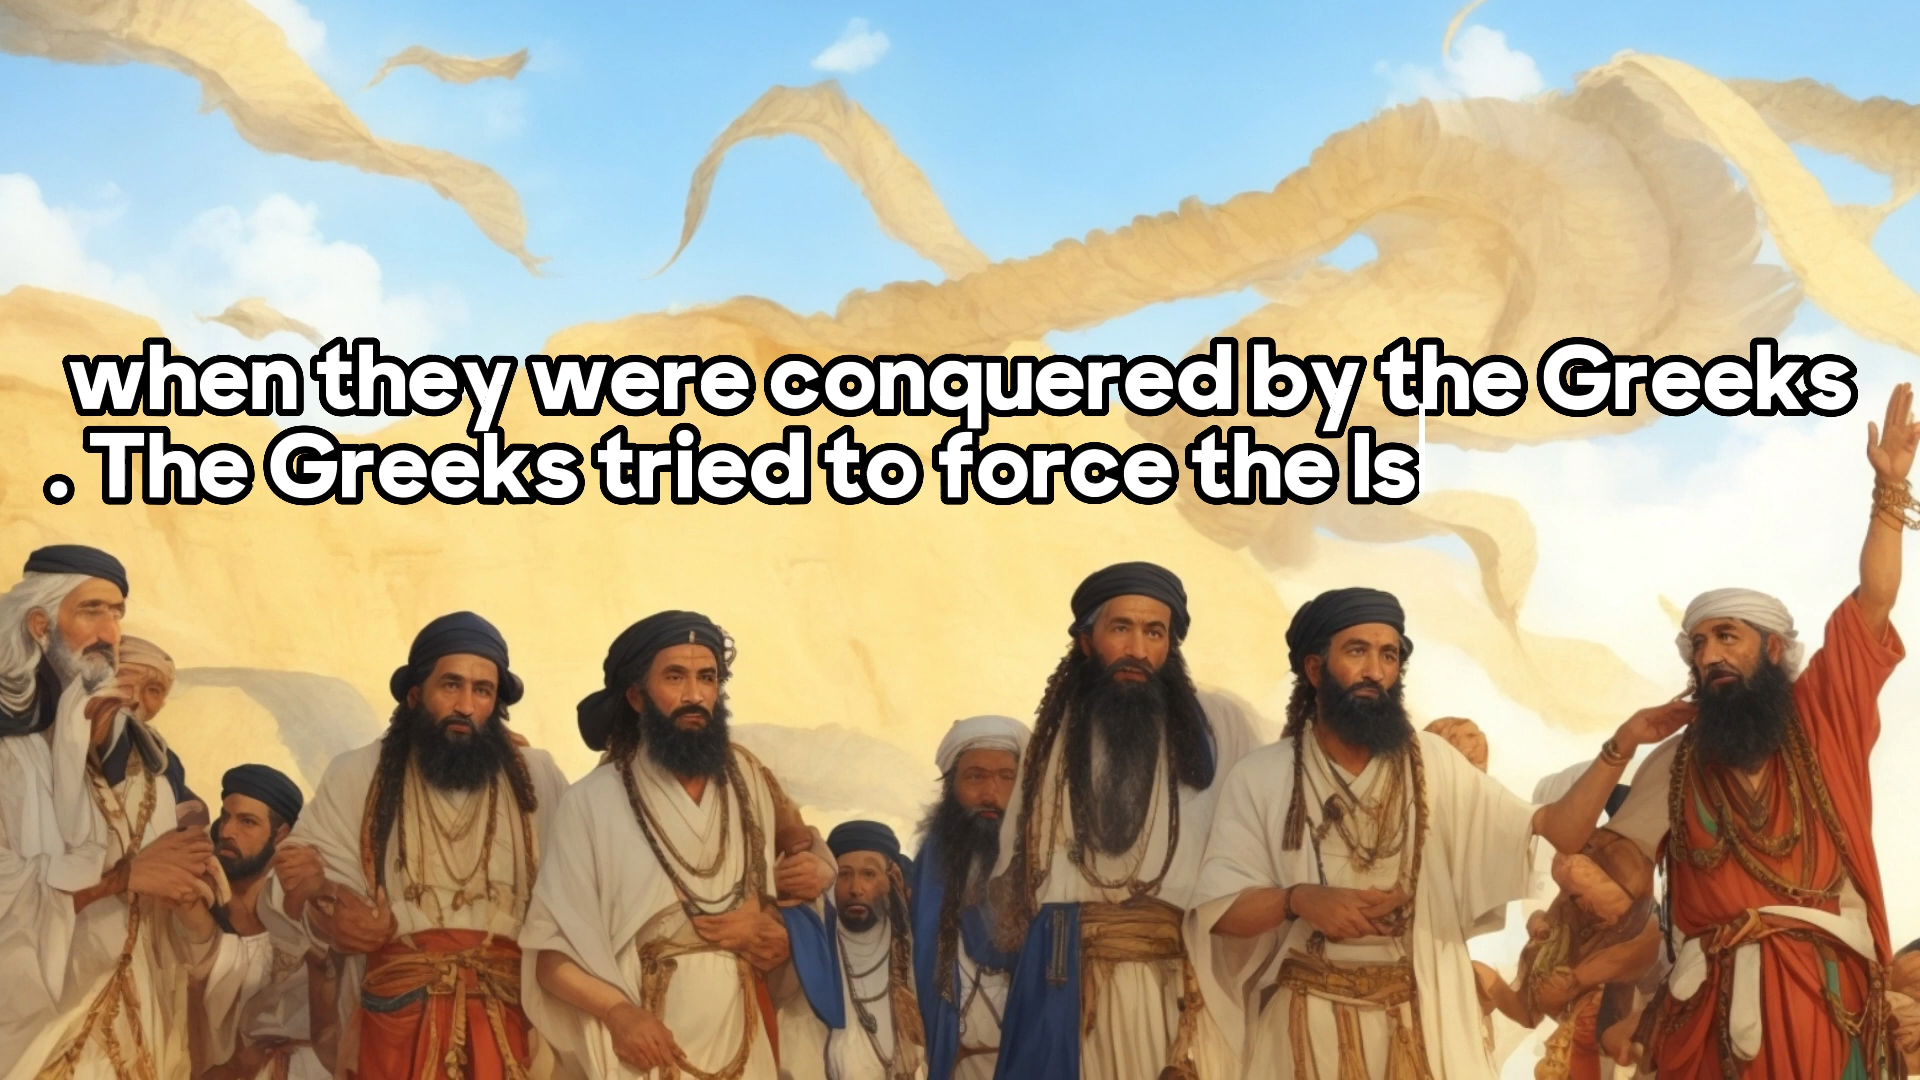 when they were conquered by the Greeks
. The Greeks tried to force the Is